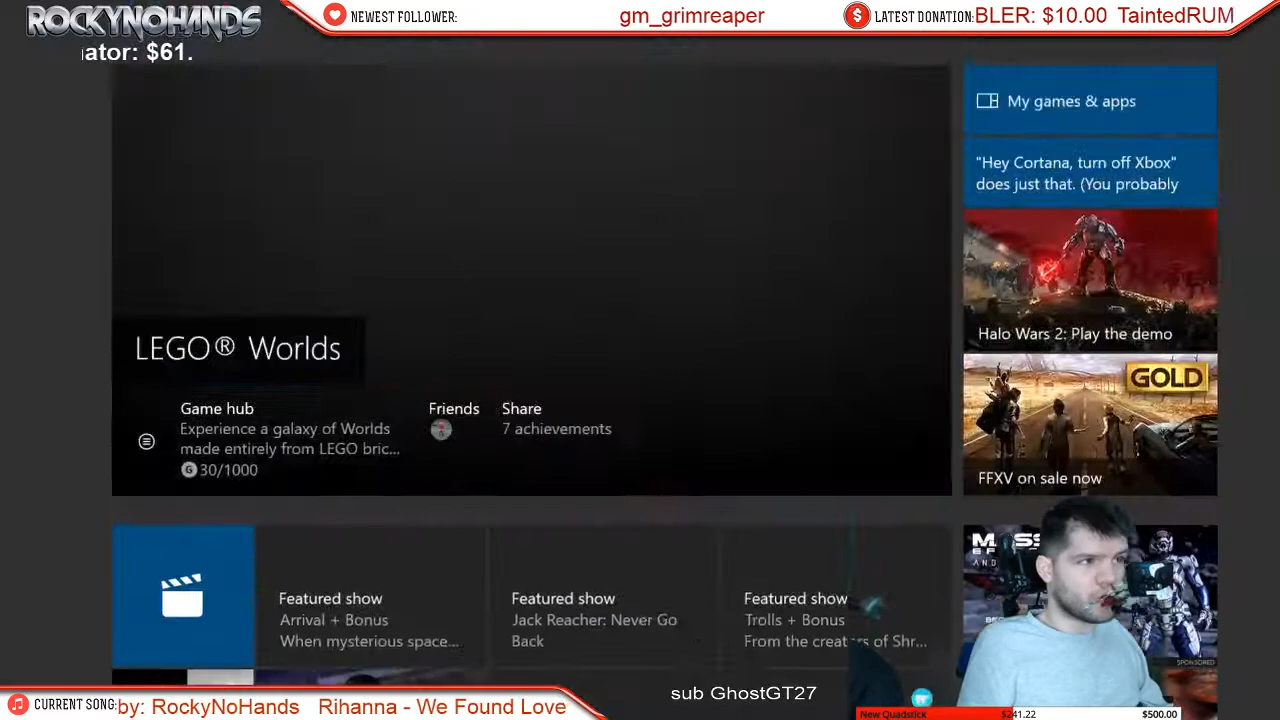 ROCKYNOHANDS
NEWEST FOLLOWER:
gm_grimreaper
LATEST DONATION:
BLER: $10.00 TaintedRUM
ator: $61.
My games & apps
"Hey Cortana, turn off Xbox"
does just that. (You probably
Halo Wars 2: Play the demo
GOLD
FFXV on sale now
LEGO® Worlds
Game hub
Experience a galaxy of Worlds
made entirely from LEGO bric...
G 30/1000
Friends
Share
7 achievements
Featured show
Arrival + Bonus
When mysterious space...
Featured show
Jack Reacher: Never Go
Back
Featured show
Trolls + Bonus
From the creators of Shr...
SPONSORED
CURRENT SONG:
by: RockyNoHands Rihanna - We Found Love
sub GhostGT27
New Quadstick
$241.22
$500.00